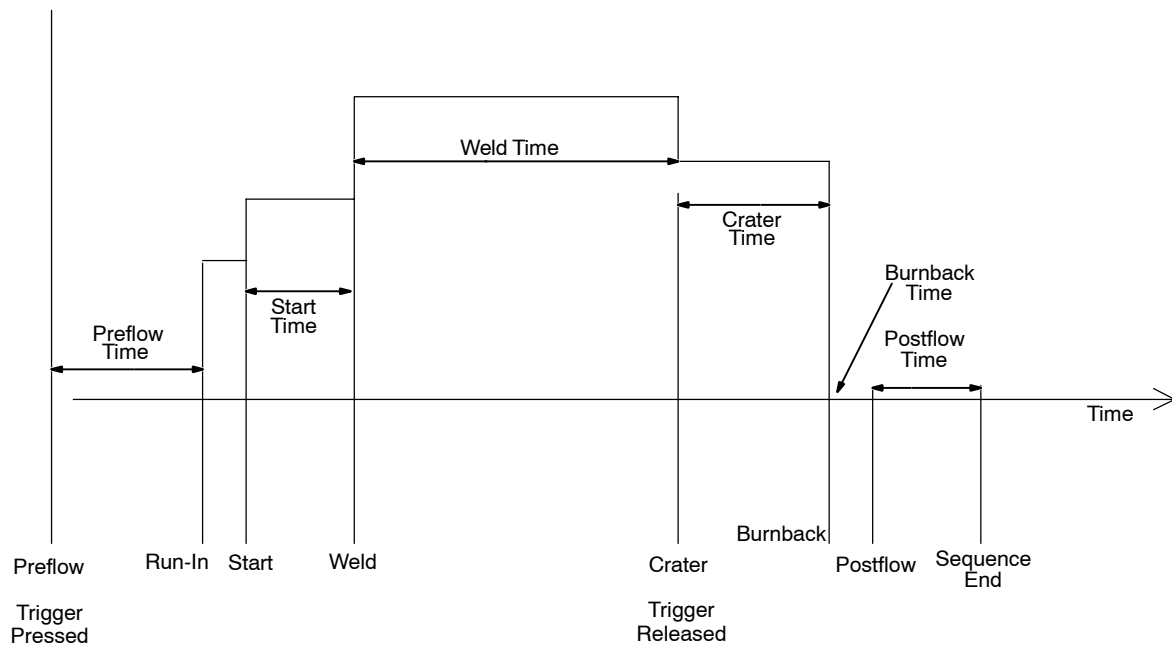 Weld Time
Crater
Time
Burnback
Time
Start
Time
Preflow
Time
Postflow
Time
Time
Burnback
Preflow
Run-In
Start
Weld
Crater
Postflow
Sequence
End
Trigger
Pressed
Trigger
Released